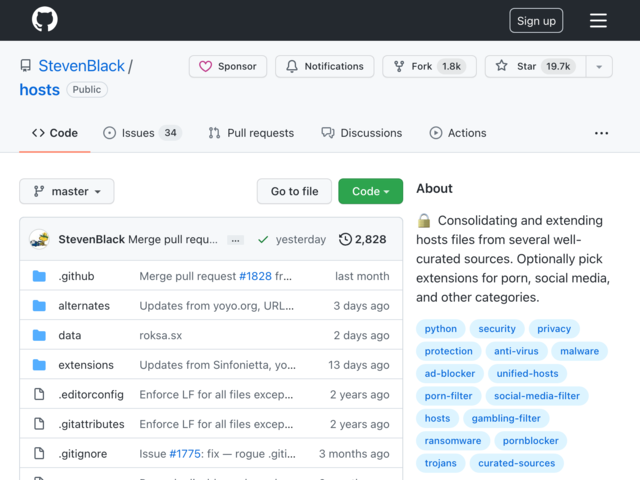 Sign up
StevenBlack / hosts Public
Sponsor Notifications Fork 1.8k Star 19.7k
Code Issues 34 Pull requests Discussions Actions ...
master Go to file Code
StevenBlack Merge pull requ... ... yesterday 2,828
.github Merge pull request #1828 fr... last month
alternates Updates from yoyo.org, URL... 3 days ago
data roksa.sx 2 days ago
extensions Updates from Sinfonietta, yo... 13 days ago
.editorconfig Enforce LF for all files excep... 2 years ago
.gitattributes Enforce LF for all files excep... 2 years ago
.gitignore Issue #1775: fix — rogue .giti... 3 months ago
About
🔒 Consolidating and extending
hosts files from several well-
curated sources. Optionally pick
extensions for porn, social media,
and other categories.
python security privacy
protection anti-virus malware
ad-blocker unified-hosts
porn-filter social-media-filter
hosts gambling-filter
ransomware pornblocker
trojans curated-sources